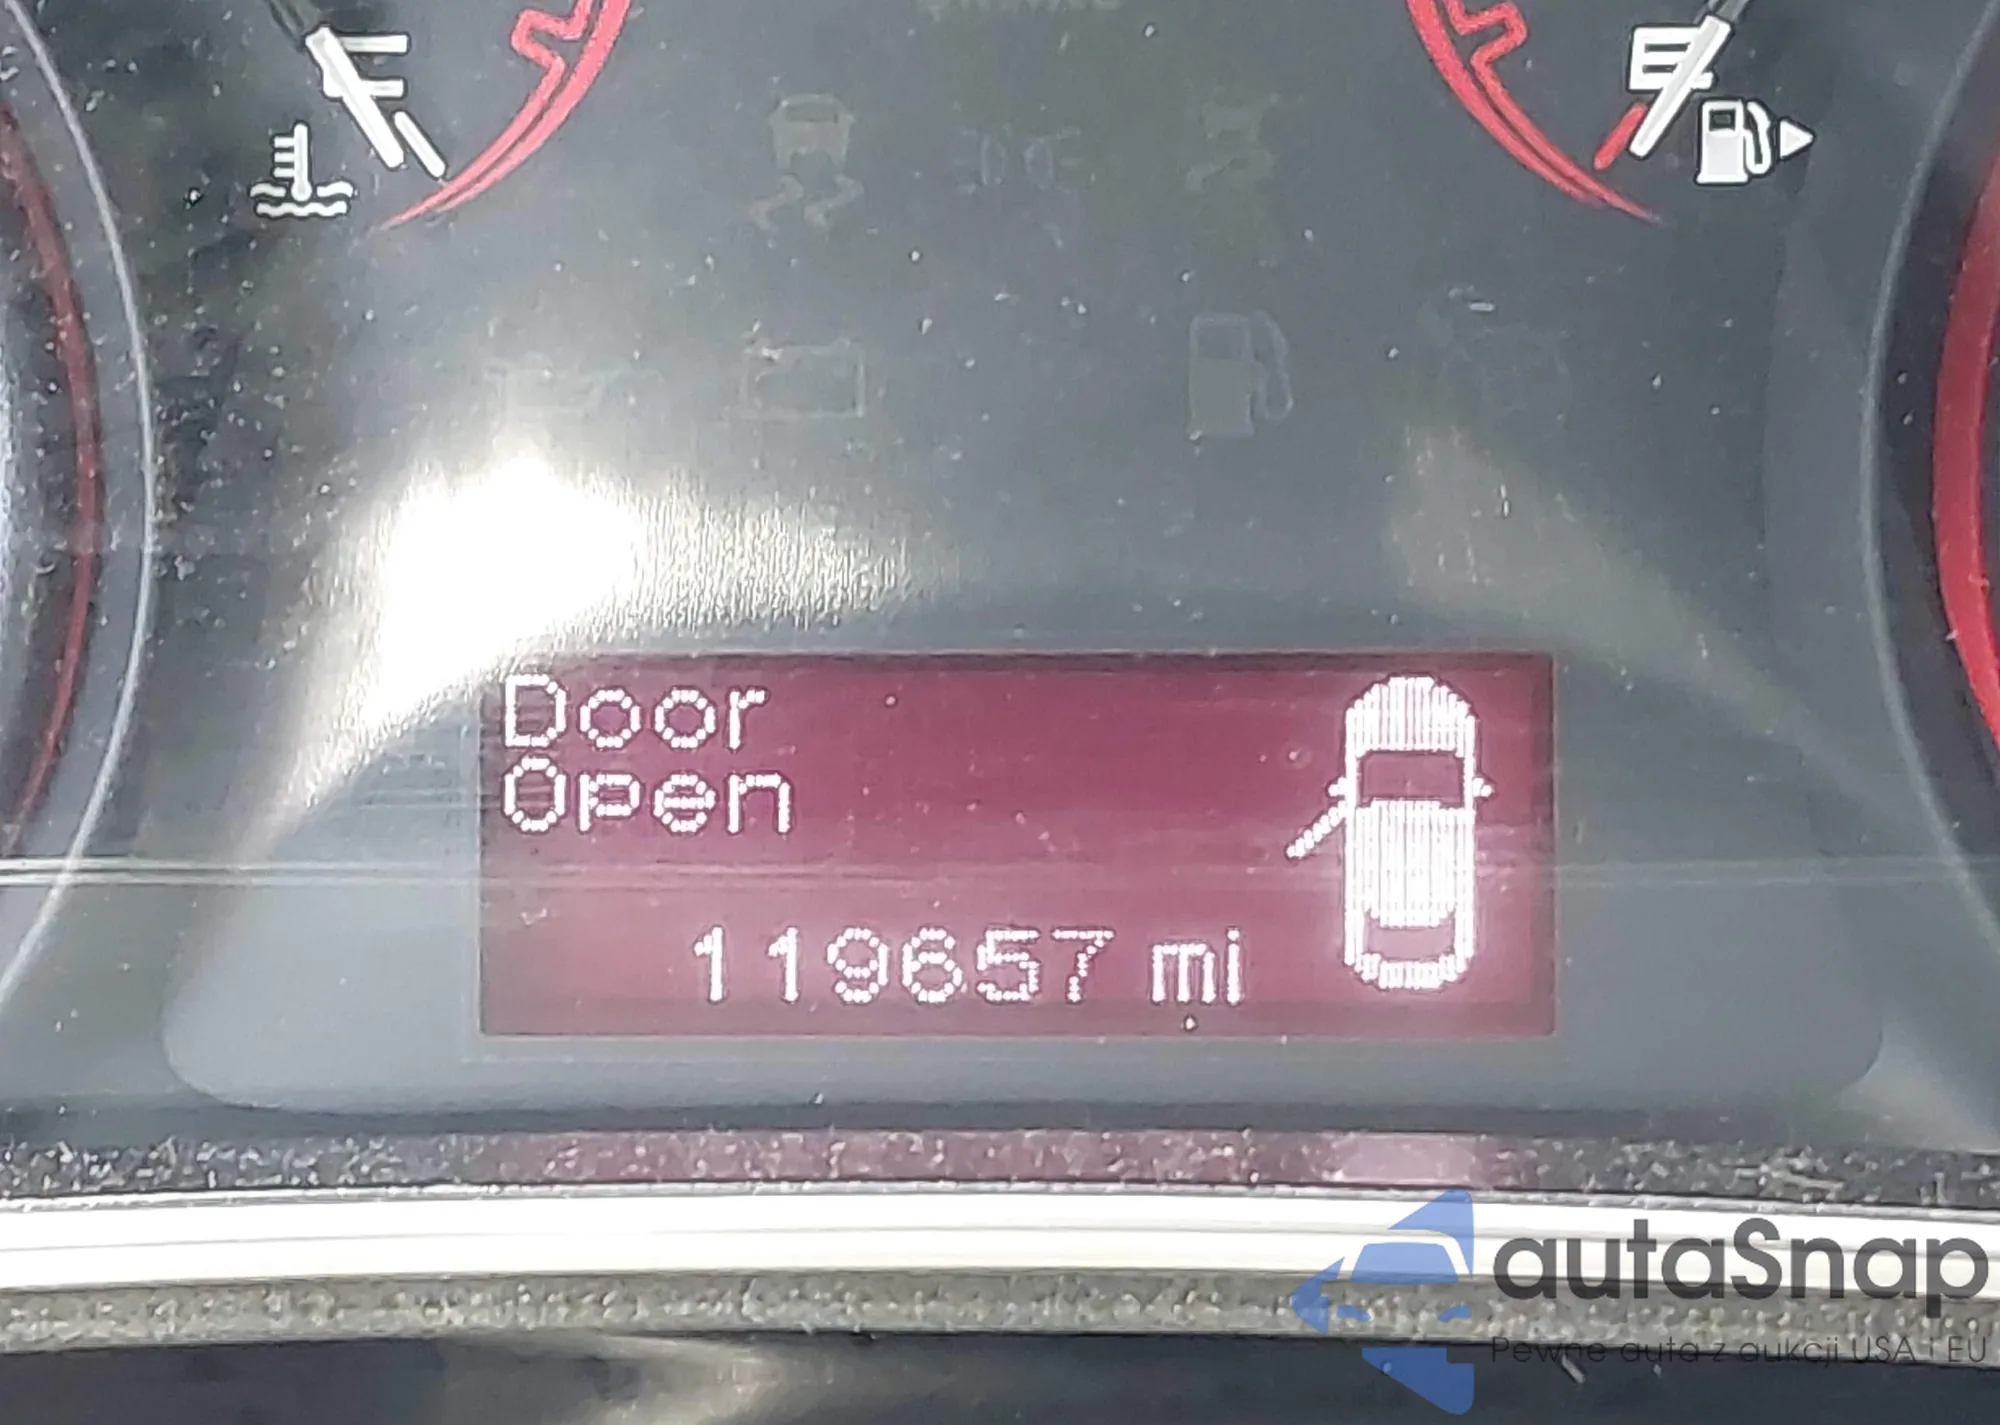 E
Door
Open
119657 mi
autaSnap
Pewne auta z aukcji USA i EU